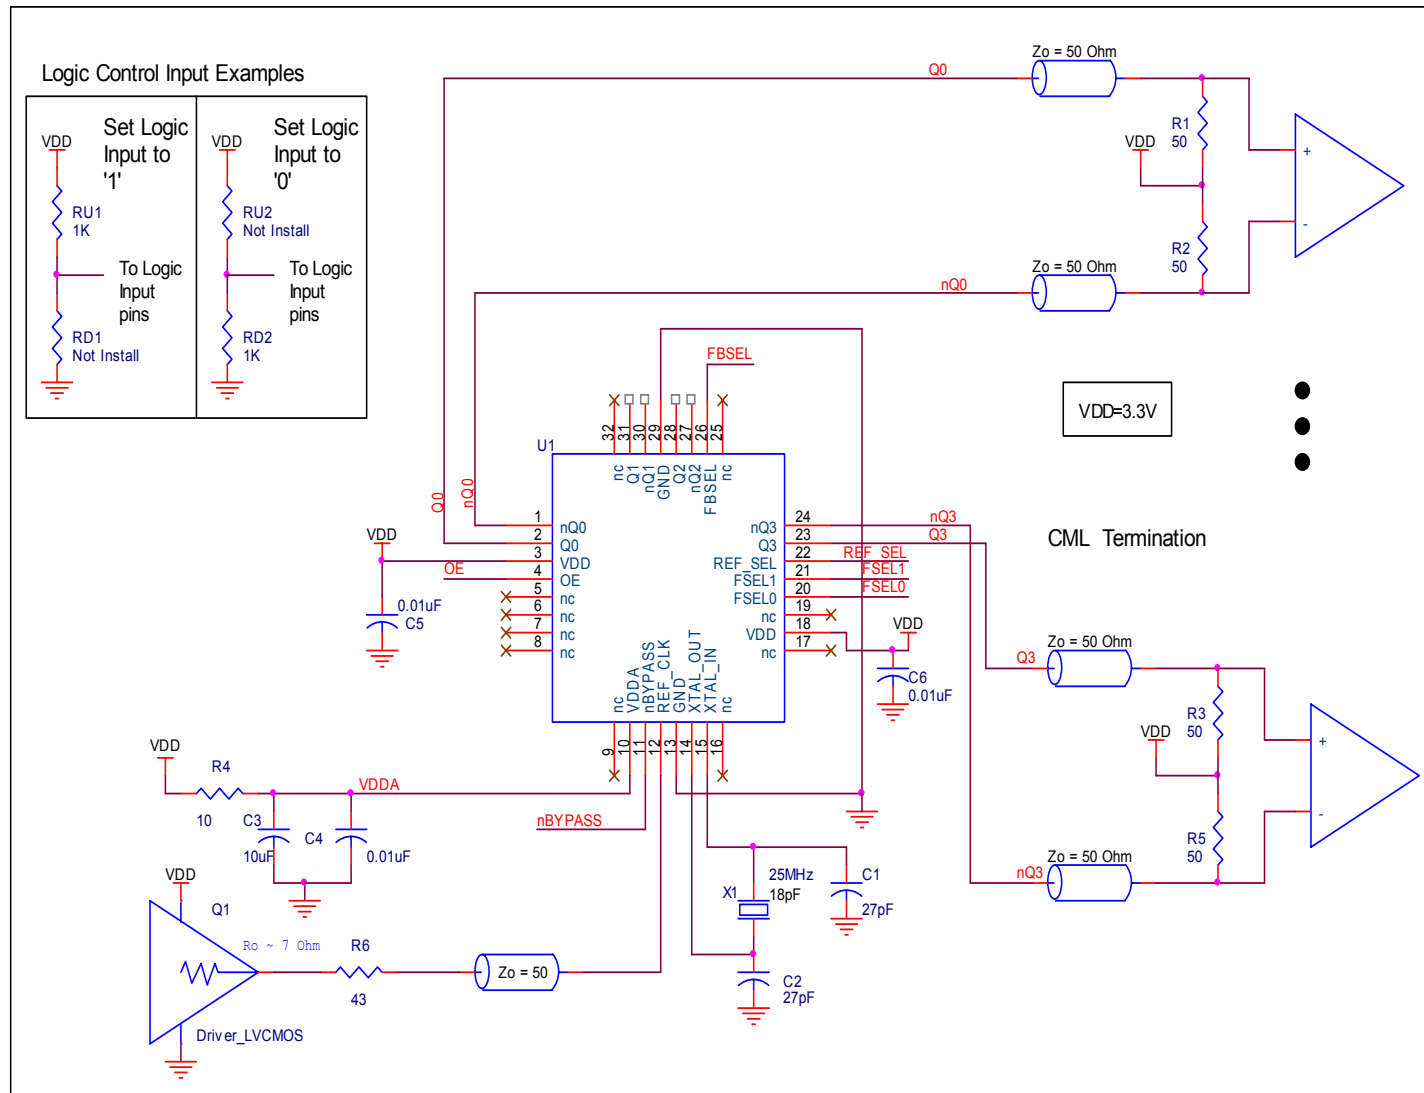 Logic Control Input Examples
Set Logic
Input to
'1'
VDD
RU1
1K
To Logic
Input
pins
RD1
Not Install
Set Logic
Input to
'0'
VDD
RU2
Not Install
To Logic
Input
pins
RD2
1K
Q0
Zo = 50 Ohm
R1
50
VDD
+
-
R2
50
nQ0
Zo = 50 Ohm
VDD=3.3V
CML Termination
FBSEL
U1
32
31
30
29
28
27
26
25
nc
Q1
nQ1
GND
Q2
nQ2
FBSEL
nc
Q0
nQ0
1
2
3
4
5
6
7
8
nQ0
Q0
VDD
OE
nc
nc
nc
nc
VDD
OE
0.01uF
C5
24
23
22
21
20
19
18
17
nQ3
Q3
REF_SEL
FSEL1
FSEL0
nc
VDD
nc
nQ3
Q3
REF_SEL
FSEL1
FSEL0
VDD
C6
0.01uF
nc
VDDA
nBYPASS
REF_CLK
GND
XTAL_OUT
XTAL_IN
nc
9
10
11
12
13
14
15
16
Q3
Zo = 50 Ohm
R3
50
VDD
+
-
R5
50
nQ3
Zo = 50 Ohm
VDD
R4
10
VDDA
C3
10uF
C4
0.01uF
nBYPASS
X1
25MHz
18pF
C1
27pF
C2
27pF
VDD
Q1
Ro ~ 7 Ohm
R6
43
Zo = 50
Driver_LVCMOS